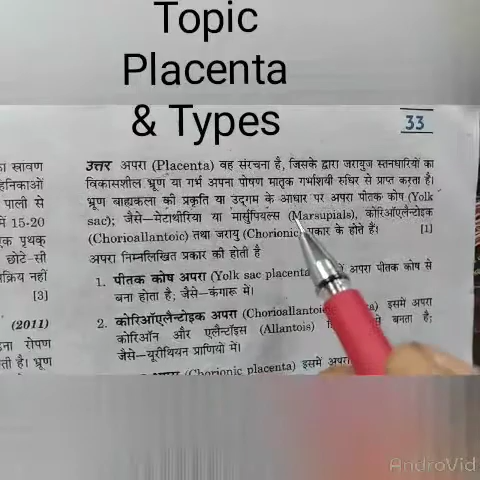 Topic
Placenta
& Types
33
उत्तर अपरा (Placenta) वह संरचना है, जिसके द्वारा जरायुज स्तनधारियों का
विकासशील भ्रूण या गर्भ अपना पोषण मातृक गर्भाशयी रुधिर से प्राप्त करता है।
भ्रूण बाह्यकला की प्रकृति या उद्‌गम के आधार पर अपरा पीतक कोष (Yolk
sac); जैसे—मेटाथीरिया या मार्सुपियल्स (Marsupials), कोरिऑएलैन्टोइक
(Chorioallantoic) तथा जरायु (Chorionic) प्रकार के होते हैं। [1]
अपरा निम्नलिखित प्रकार की होती है
1. पीतक कोष अपरा (Yolk sac placenta अपरा पीतक कोष से
बना होता है; जैसे—कंगारू में।
2. कोरिऑएलैन्टोइक अपरा (Chorioallantoic इसमे अपरा
कोरिऑन और एलैन्टॉइस (Allantois) से बनता है;
जैसे—यूथीरियन प्राणियों में।
अपरा (Chorionic placenta) इसमें अपरा
का स्रावण
हनिकाओं
पाली से
में 15-20
एक पृथक्
छोटे-सी
सक्रिय नहीं
[3]
(2011)
रोपण
ती है। भ्रूण
AndroVid